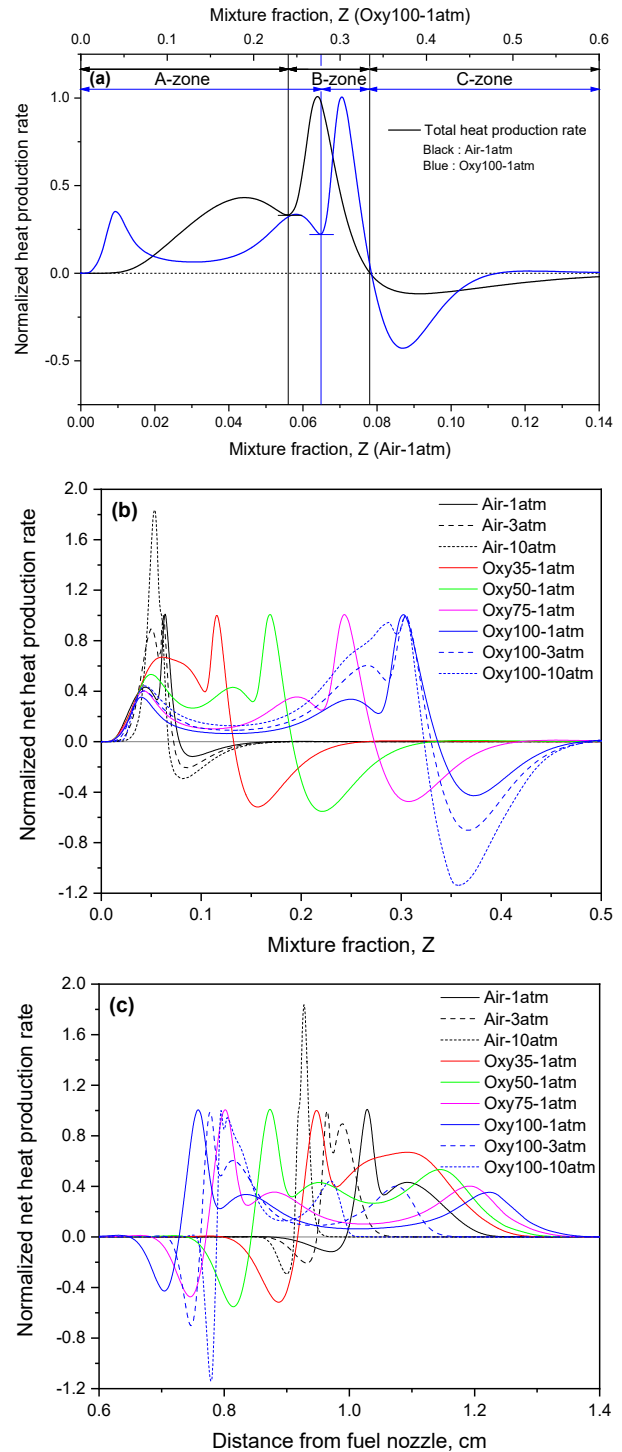 Mixture fraction, Z (Oxy100-1atm)
0.0 0.1 0.2 0.3 0.4 0.5 0.6
(a)
A-zone B-zone C-zone
1.0
0.5
0.0
-0.5
Normalized heat production rate
Total heat production rate
Black : Air-1atm
Blue : Oxy100-1atm
0.00 0.02 0.04 0.06 0.08 0.10 0.12 0.14
Mixture fraction, Z (Air-1atm)
(b)
2.0
1.6
1.2
0.8
0.4
0.0
-0.4
-0.8
-1.2
Normalized net heat production rate
Air-1atm
Air-3atm
Air-10atm
Oxy35-1atm
Oxy50-1atm
Oxy75-1atm
Oxy100-1atm
Oxy100-3atm
Oxy100-10atm
0.0 0.1 0.2 0.3 0.4 0.5
Mixture fraction, Z
(c)
2.0
1.6
1.2
0.8
0.4
0.0
-0.4
-0.8
-1.2
Normalized net heat production rate
Air-1atm
Air-3atm
Air-10atm
Oxy35-1atm
Oxy50-1atm
Oxy75-1atm
Oxy100-1atm
Oxy100-3atm
Oxy100-10atm
0.6 0.8 1.0 1.2 1.4
Distance from fuel nozzle, cm